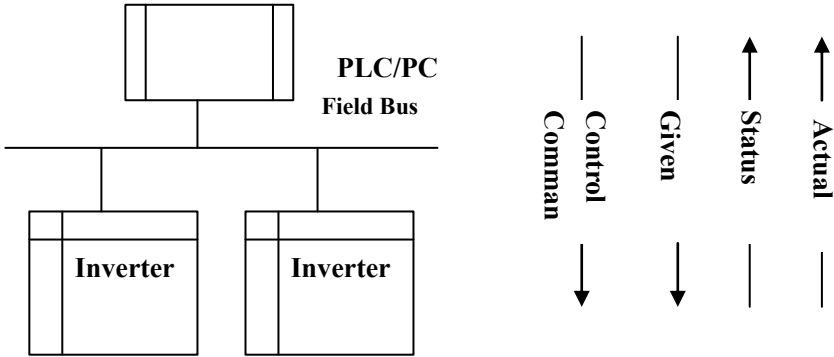 PLC/PC
Field Bus
Inverter
Inverter
Control
Comman
Given
Status
Actual